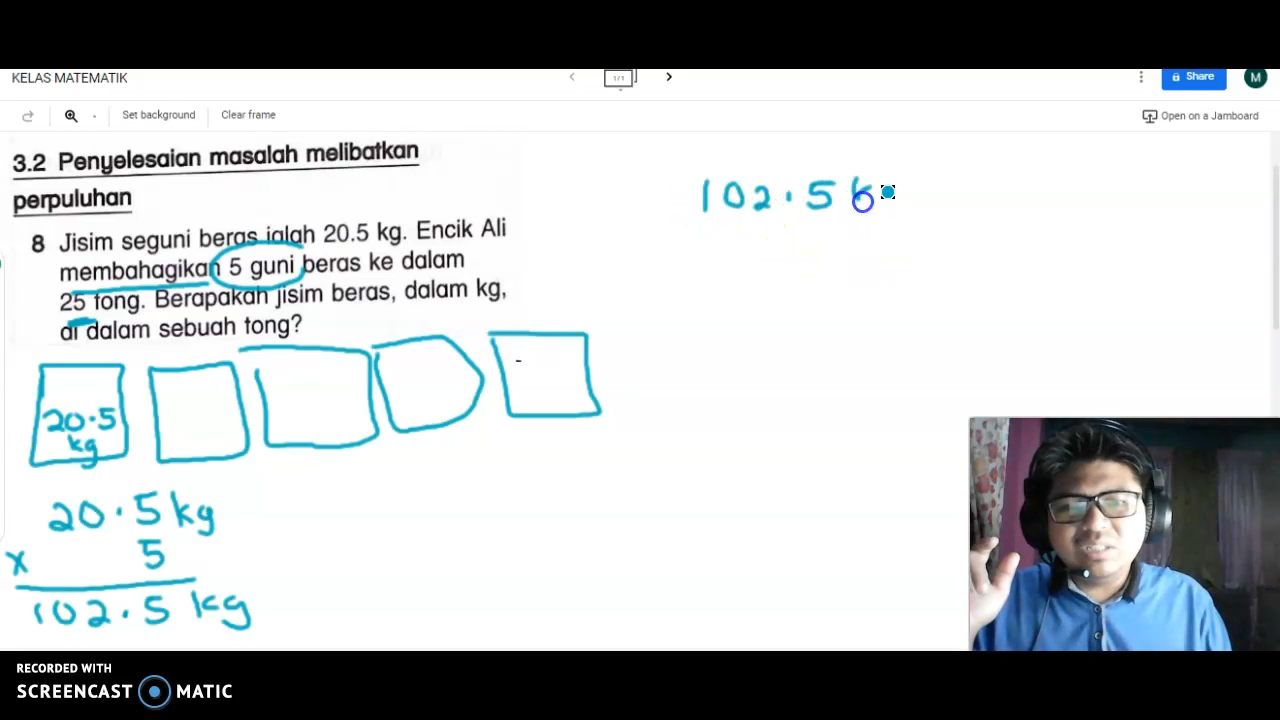 KELAS MATEMATIK
1/1
Share
M
Set background
Clear frame
Open on a Jamboard
3.2 Penyelesaian masalah melibatkan
perpuluhan
8 Jisim seguni beras ialah 20.5 kg. Encik Ali
membahagikan 5 guni beras ke dalam
25 tong. Berapakah jisim beras, dalam kg,
di dalam sebuah tong?
102.5 k
20.5
kg
20.5 kg
x 5
102.5 kg
RECORDED WITH
SCREENCAST MATIC